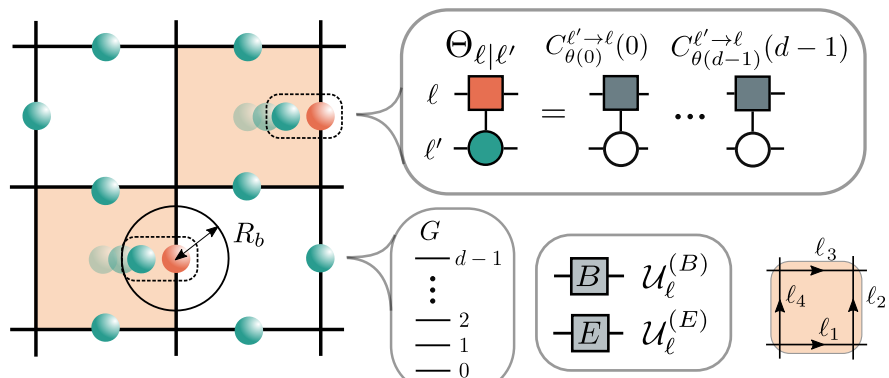 Θ_{ℓ|ℓ′} C^{ℓ′→ℓ}_{θ(0)}(0) C^{ℓ′→ℓ}_{θ(d−1)}(d − 1)
ℓ = ...
ℓ′
R_b
G
d−1
2
1
0
B U_ℓ^{(B)}
E U_ℓ^{(E)}
ℓ_3
ℓ_4 ℓ_2
ℓ_1